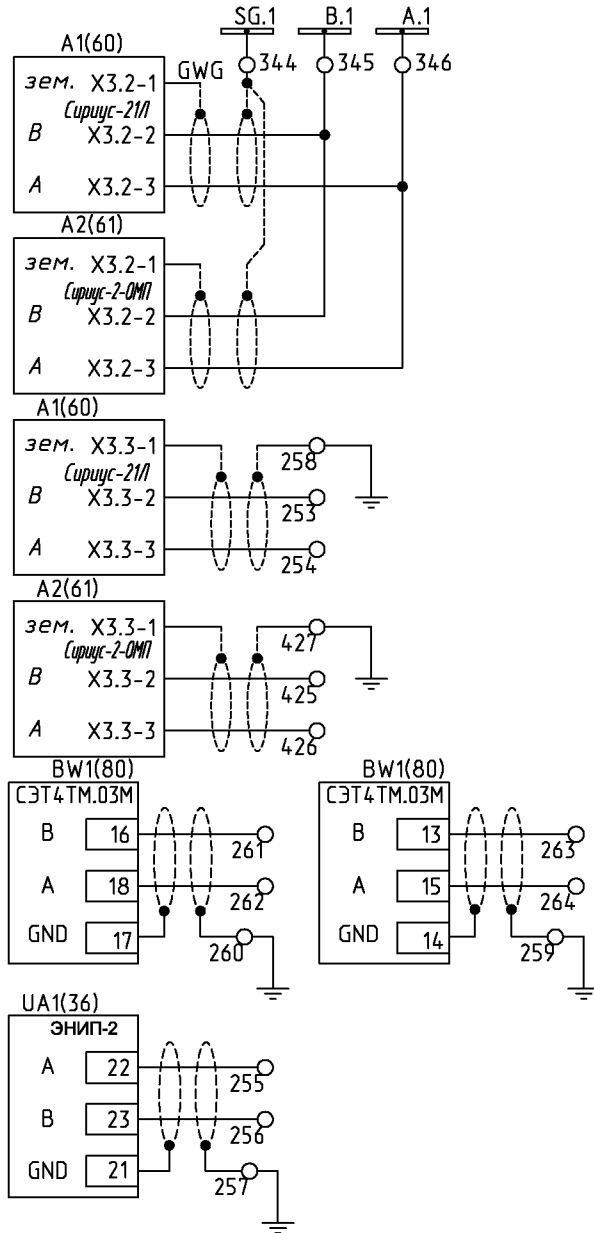 SG.1 B.1 A.1
A1(60)
344 345 346
GWG
зем. X3.2-1
Сириус-21Л
B X3.2-2
A X3.2-3
A2(61)
зем. X3.2-1
Сириус-2-ОМП
B X3.2-2
A X3.2-3
A1(60)
зем. X3.3-1
258
Сириус-21Л
B X3.3-2
253
A X3.3-3
254
A2(61)
зем. X3.3-1
427
Сириус-2-ОМП
B X3.3-2
425
A X3.3-3
426
BW1(80)
СЭТ4ТМ.03М
B 16
261
A 18
262
GND 17
260
BW1(80)
СЭТ4ТМ.03М
B 13
263
A 15
264
GND 14
259
UA1(36)
ЭНИП-2
A 22
255
B 23
256
GND 21
257